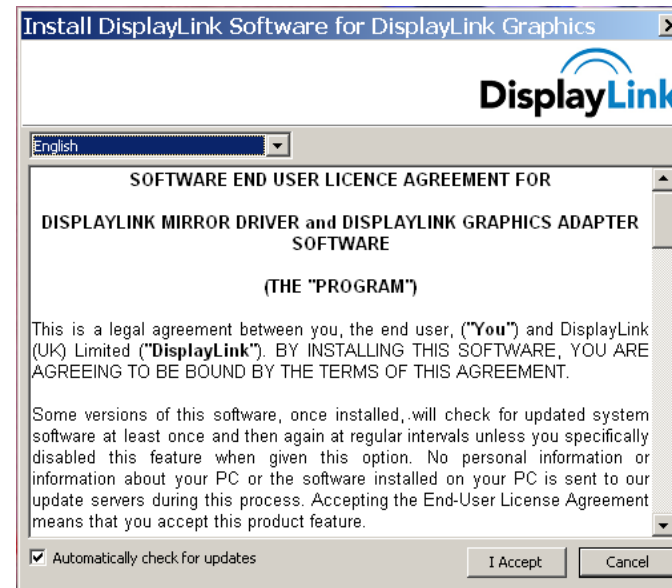 Install DisplayLink Software for DisplayLink Graphics
DisplayLink
English
SOFTWARE END USER LICENCE AGREEMENT FOR
DISPLAYLINK MIRROR DRIVER and DISPLAYLINK GRAPHICS ADAPTER
SOFTWARE
(THE "PROGRAM")
This is a legal agreement between you, the end user, ("You") and DisplayLink
(UK) Limited ("DisplayLink"). BY INSTALLING THIS SOFTWARE, YOU ARE
AGREEING TO BE BOUND BY THE TERMS OF THIS AGREEMENT.
Some versions of this software, once installed, will check for updated system
software at least once and then again at regular intervals unless you specifically
disabled this feature when given this option. No personal information or
information about your PC or the software installed on your PC is sent to our
update servers during this process. Accepting the End-User License Agreement
means that you accept this product feature.
Automatically check for updates
I Accept
Cancel